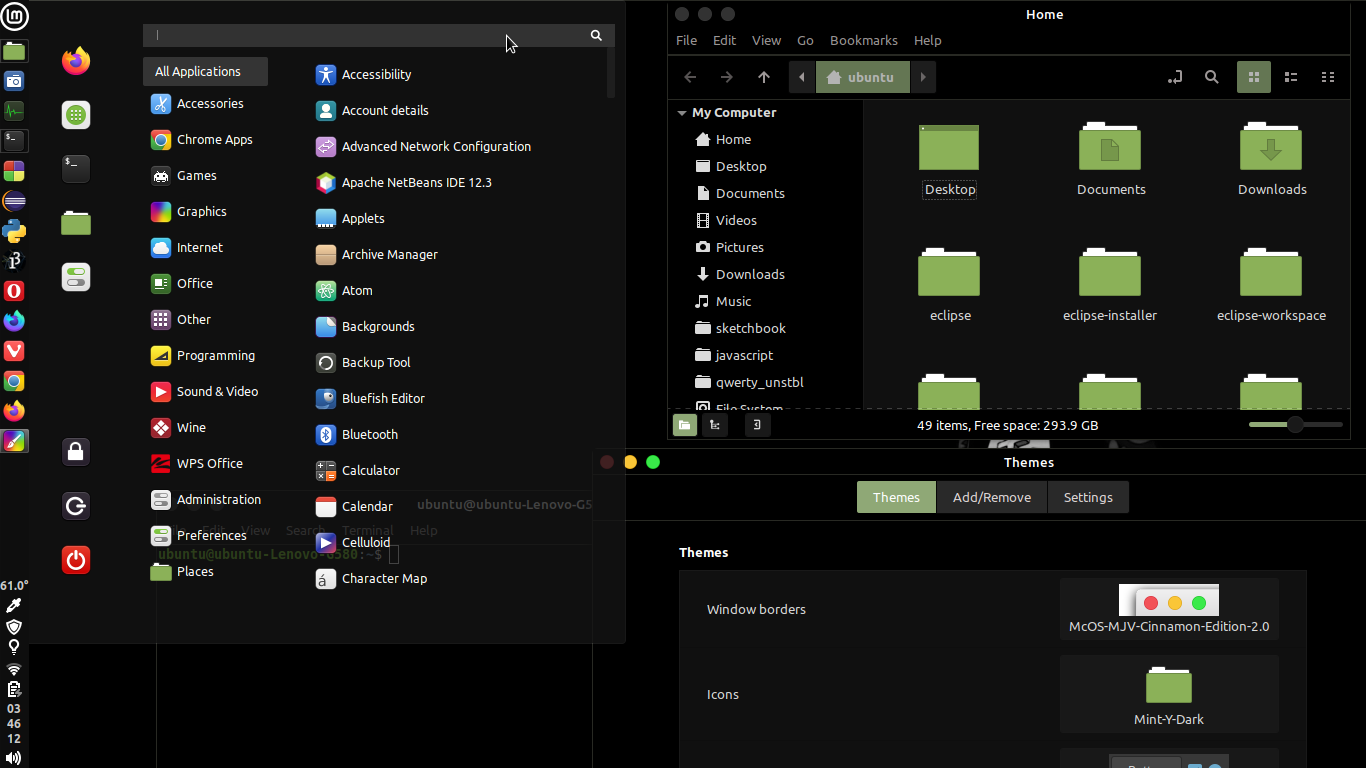 All Applications
Accessories
Chrome Apps
Games
Graphics
Internet
Office
Other
Programming
Sound & Video
Wine
WPS Office
Administration
Preferences
Places
Accessibility
Account details
Advanced Network Configuration
Apache NetBeans IDE 12.3
Applets
Archive Manager
Atom
Backgrounds
Backup Tool
Bluefish Editor
Bluetooth
Calculator
Calendar
Celluloid
Character Map
ubuntu@ubuntu-Lenovo-G5
Edit View Search Terminal Help
ubuntu@ubuntu-Lenovo-G580:~$
61.0°
03
46
12
Home
File Edit View Go Bookmarks Help
ubuntu
My Computer
Home
Desktop
Documents
Videos
Pictures
Downloads
Music
sketchbook
javascript
qwerty_unstbl
File System
Desktop Documents Downloads
eclipse eclipse-installer eclipse-workspace
49 items, Free space: 293.9 GB
Themes
Themes Add/Remove Settings
Themes
Window borders
McOS-MJV-Cinnamon-Edition-2.0
Icons
Mint-Y-Dark